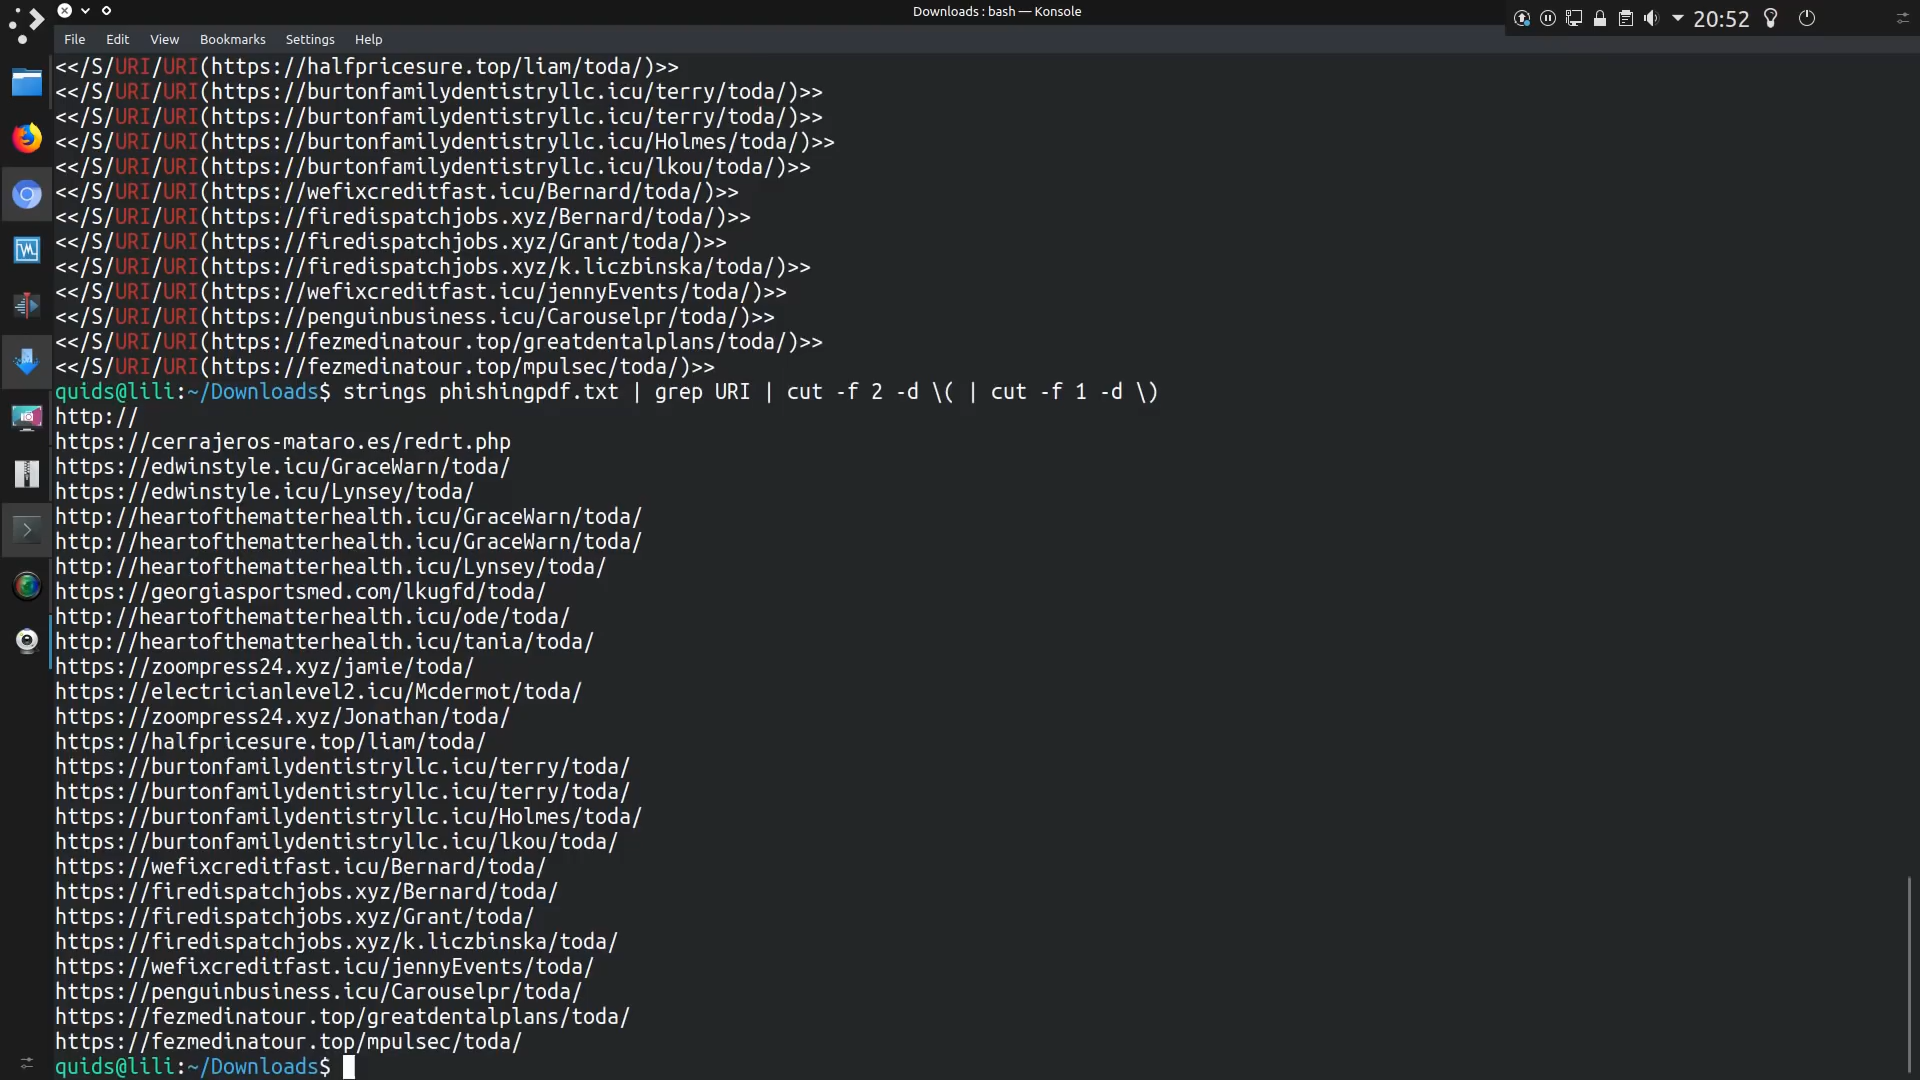 Downloads : bash — Konsole
20:52
File Edit View Bookmarks Settings Help
<</S/URI/URI(https://halfpricesure.top/liam/toda/)>>
<</S/URI/URI(https://burtonfamilydentistryllc.icu/terry/toda/)>>
<</S/URI/URI(https://burtonfamilydentistryllc.icu/terry/toda/)>>
<</S/URI/URI(https://burtonfamilydentistryllc.icu/Holmes/toda/)>>
<</S/URI/URI(https://burtonfamilydentistryllc.icu/lkou/toda/)>>
<</S/URI/URI(https://wefixcreditfast.icu/Bernard/toda/)>>
<</S/URI/URI(https://firedispatchjobs.xyz/Bernard/toda/)>>
<</S/URI/URI(https://firedispatchjobs.xyz/Grant/toda/)>>
<</S/URI/URI(https://firedispatchjobs.xyz/k.liczbinska/toda/)>>
<</S/URI/URI(https://wefixcreditfast.icu/jennyEvents/toda/)>>
<</S/URI/URI(https://penguinbusiness.icu/Carouselpr/toda/)>>
<</S/URI/URI(https://fezmedinatour.top/greatdentalplans/toda/)>>
<</S/URI/URI(https://fezmedinatour.top/mpulsec/toda/)>>
quids@lili:~/Downloads$ strings phishingpdf.txt | grep URI | cut -f 2 -d \( | cut -f 1 -d \)
http://
https://cerrajeros-mataro.es/redrt.php
https://edwinstyle.icu/GraceWarn/toda/
https://edwinstyle.icu/Lynsey/toda/
http://heartofthematterhealth.icu/GraceWarn/toda/
http://heartofthematterhealth.icu/GraceWarn/toda/
http://heartofthematterhealth.icu/Lynsey/toda/
https://georgiasportsmed.com/lkugfd/toda/
http://heartofthematterhealth.icu/ode/toda/
http://heartofthematterhealth.icu/tania/toda/
https://zoompress24.xyz/jamie/toda/
https://electricianlevel2.icu/Mcdermot/toda/
https://zoompress24.xyz/Jonathan/toda/
https://halfpricesure.top/liam/toda/
https://burtonfamilydentistryllc.icu/terry/toda/
https://burtonfamilydentistryllc.icu/terry/toda/
https://burtonfamilydentistryllc.icu/Holmes/toda/
https://burtonfamilydentistryllc.icu/lkou/toda/
https://wefixcreditfast.icu/Bernard/toda/
https://firedispatchjobs.xyz/Bernard/toda/
https://firedispatchjobs.xyz/Grant/toda/
https://firedispatchjobs.xyz/k.liczbinska/toda/
https://wefixcreditfast.icu/jennyEvents/toda/
https://penguinbusiness.icu/Carouselpr/toda/
https://fezmedinatour.top/greatdentalplans/toda/
https://fezmedinatour.top/mpulsec/toda/
quids@lili:~/Downloads$